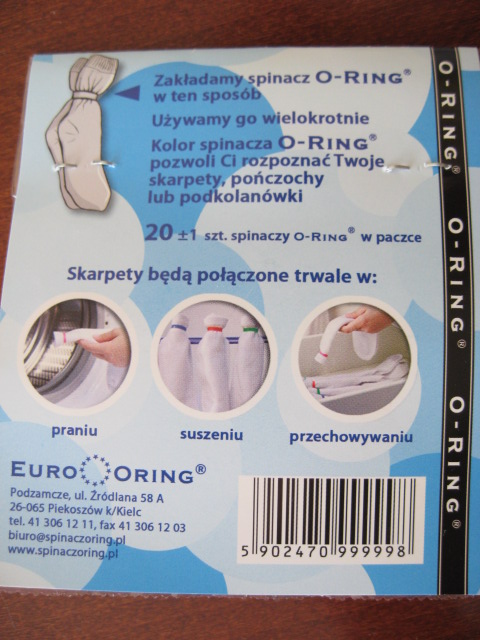 Zakładamy spinacz O-RING®
w ten sposób
Używamy go wielokrotnie
Kolor spinacza O-RING®
pozwoli Ci rozpoznać Twoje
skarpety, pończochy
lub podkolanówki
20 ±1 szt. spinaczy O-RING® w paczce
Skarpety będą połączone trwale w:
praniu
suszeniu
przechowywaniu
EURO ORING®
Podzamcze, ul. Źródlana 58 A
26-065 Piekoszów k/Kielc
tel. 41 306 12 11, fax 41 306 12 03
biuro@spinaczoring.pl
www.spinaczoring.pl
5 902470 999998
O-RING®
O-RING®
O-RING®